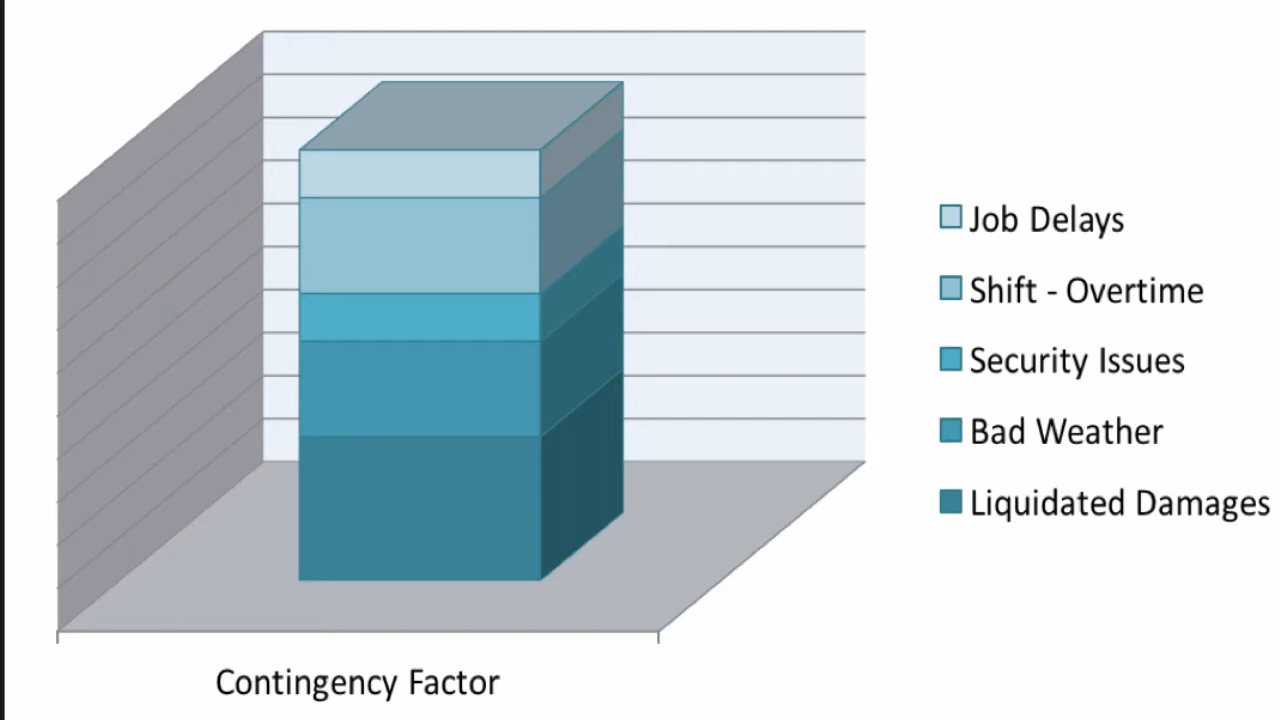 Job Delays
Shift - Overtime
Security Issues
Bad Weather
Liquidated Damages
Contingency Factor